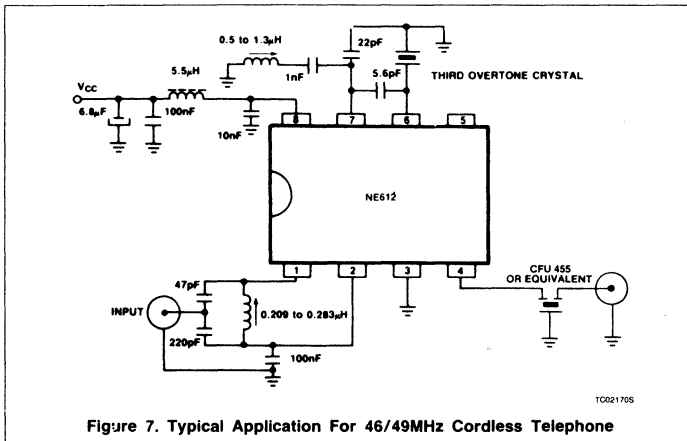 0.5 to 1.3μH
22pF
1nF
5.6pF
THIRD OVERTONE CRYSTAL
5.5μH
VCC
6.8μF
100nF
10nF
8
7
6
5
NE612
1
2
3
4
47pF
INPUT
0.209 to 0.283μH
220pF
100nF
CFU 455
OR EQUIVALENT
TC02170S
Figure 7. Typical Application For 46/49MHz Cordless Telephone